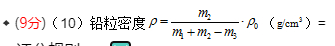 • (9分) (10) 铅粒密度 ρ = m₂/(m₁+m₂−m₃) · ρ₀ (g/cm³) =